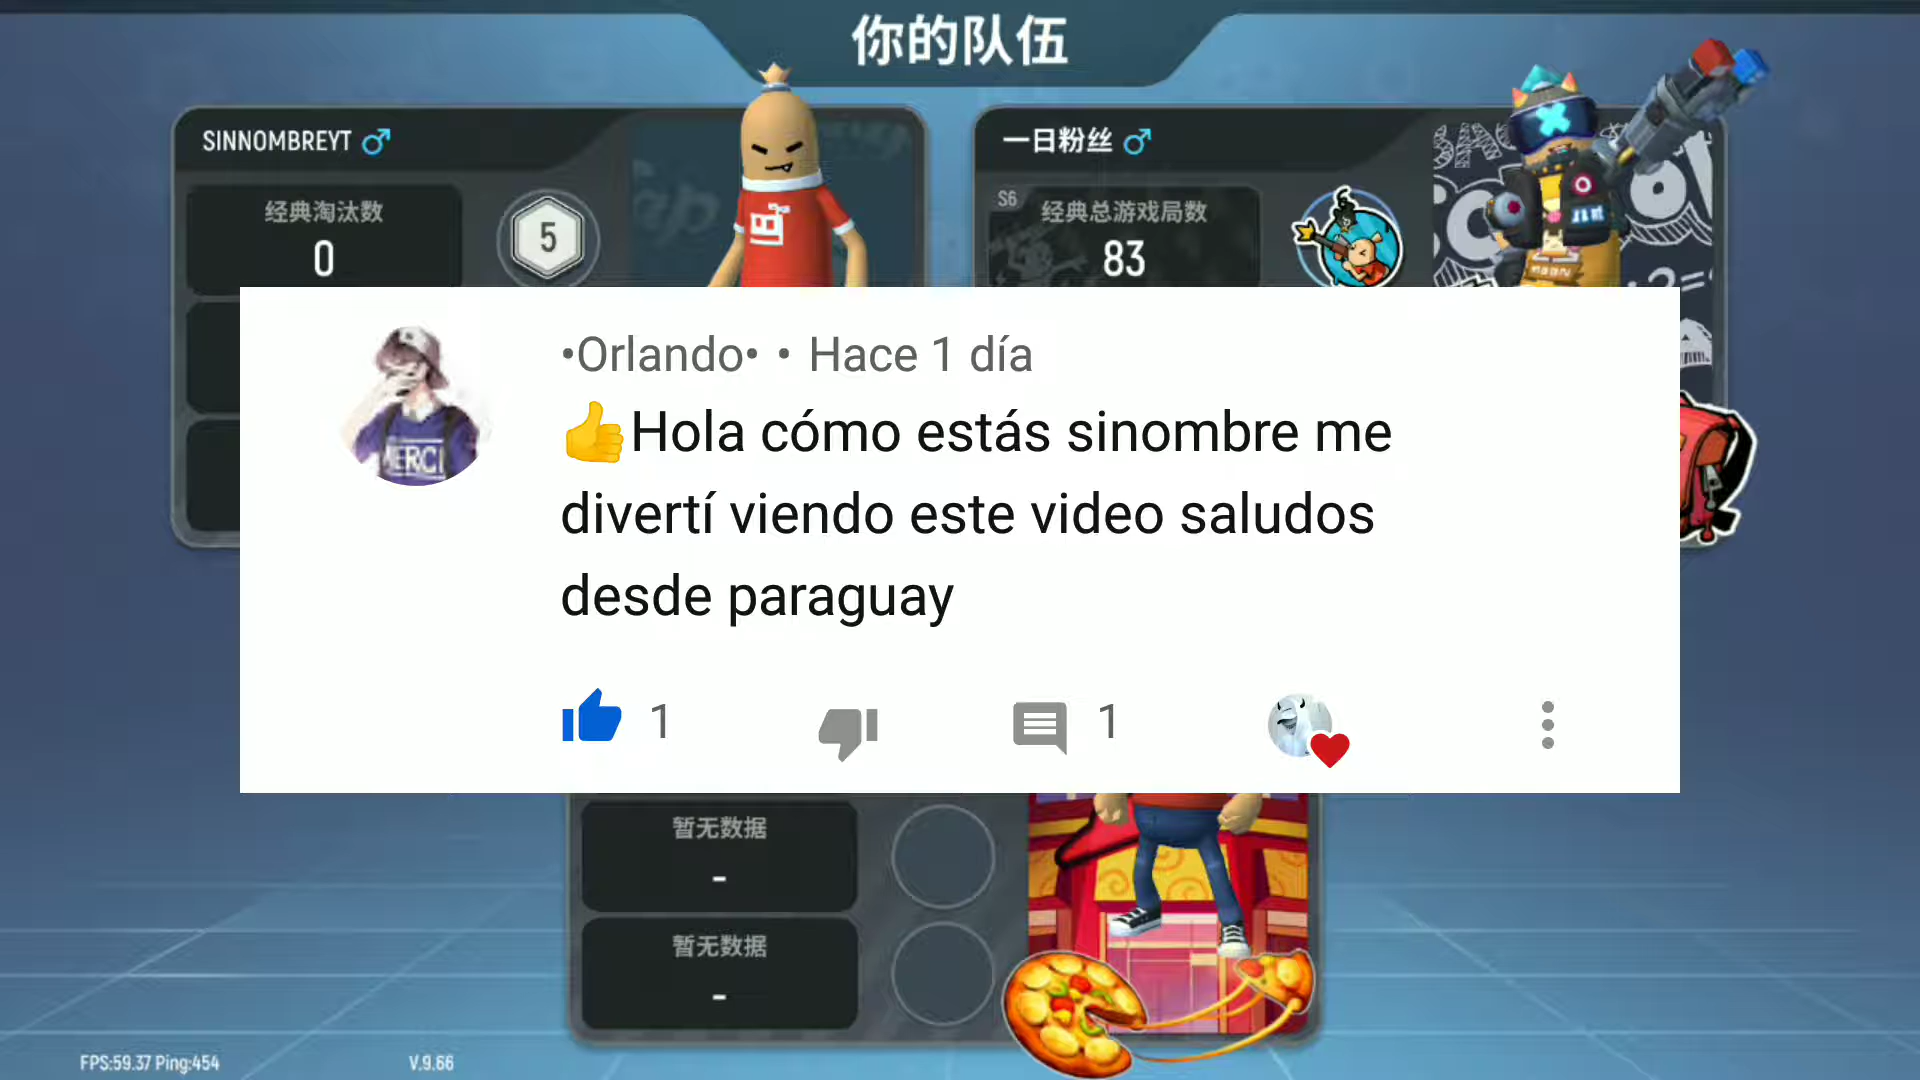 你的队伍
SINNOMBREYT
一日粉丝
经典淘汰数
0
5
S6
经典总游戏局数
83
•Orlando• • Hace 1 día
👍Hola cómo estás sinombre me
divertí viendo este video saludos
desde paraguay
MERCI
1
1
暂无数据
-
暂无数据
-
FPS:59.37 Ping:454
V.9.66